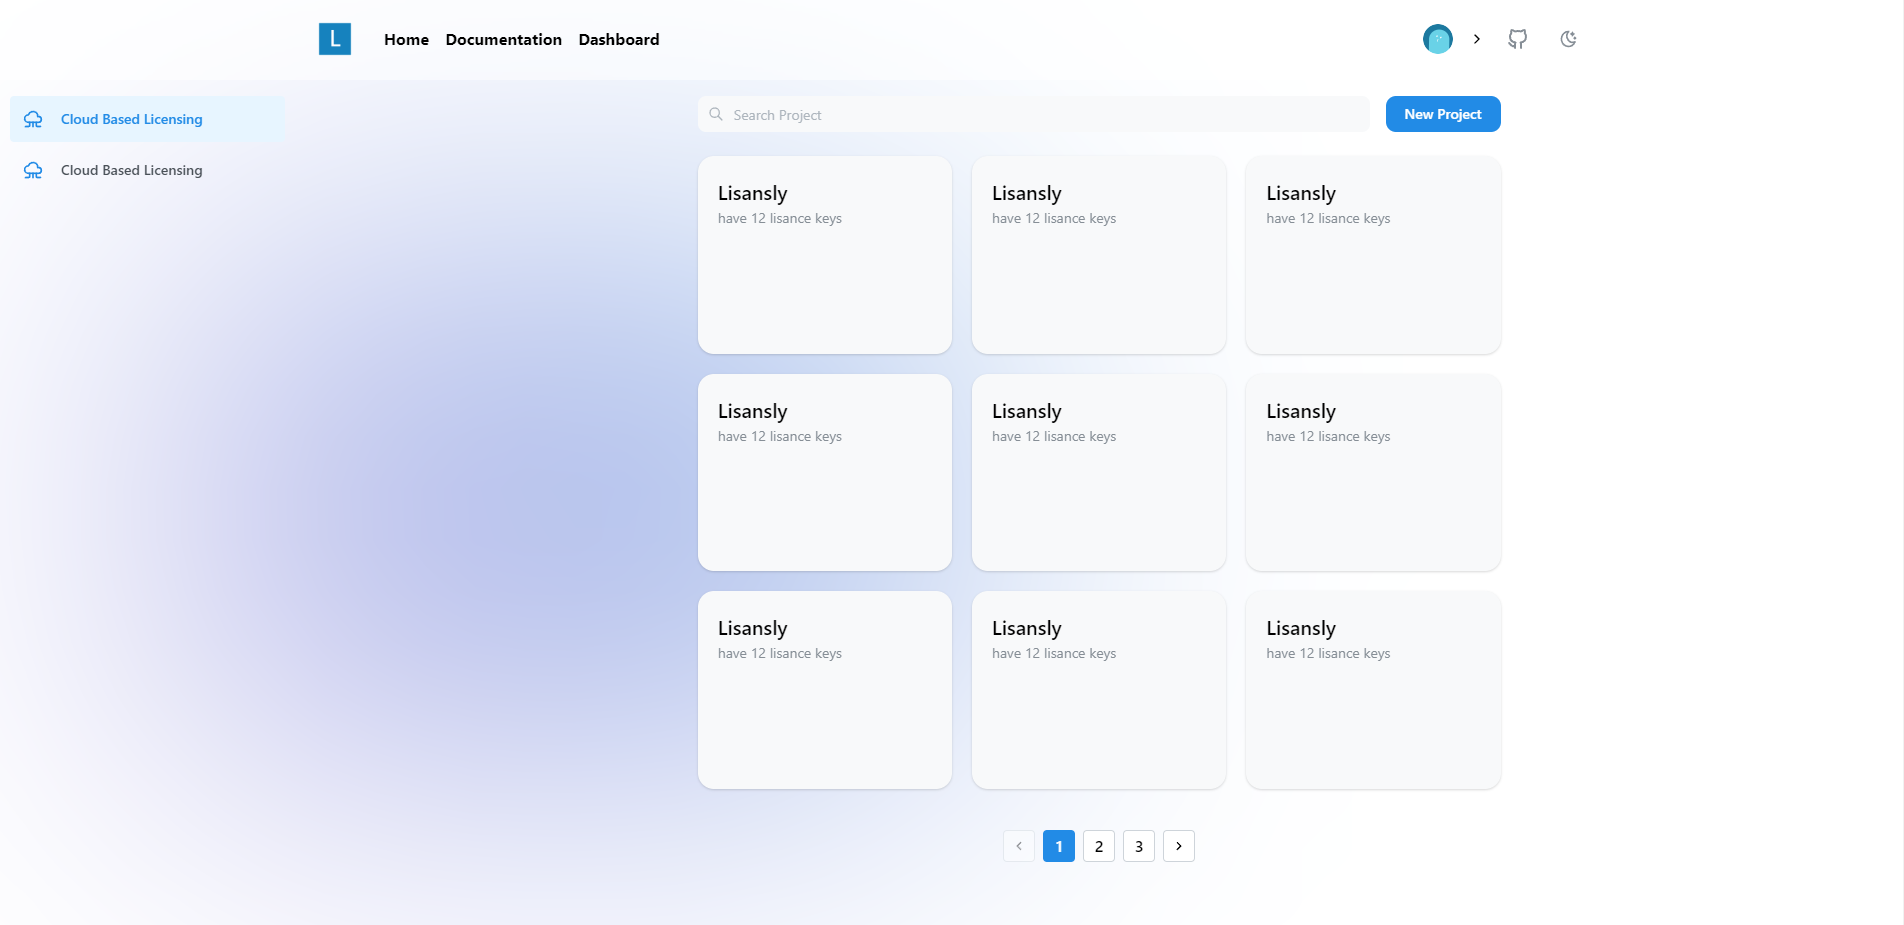 L
Home Documentation Dashboard
Cloud Based Licensing
Cloud Based Licensing
Search Project
New Project
Lisansly
have 12 lisance keys
Lisansly
have 12 lisance keys
Lisansly
have 12 lisance keys
Lisansly
have 12 lisance keys
Lisansly
have 12 lisance keys
Lisansly
have 12 lisance keys
Lisansly
have 12 lisance keys
Lisansly
have 12 lisance keys
Lisansly
have 12 lisance keys
1 2 3